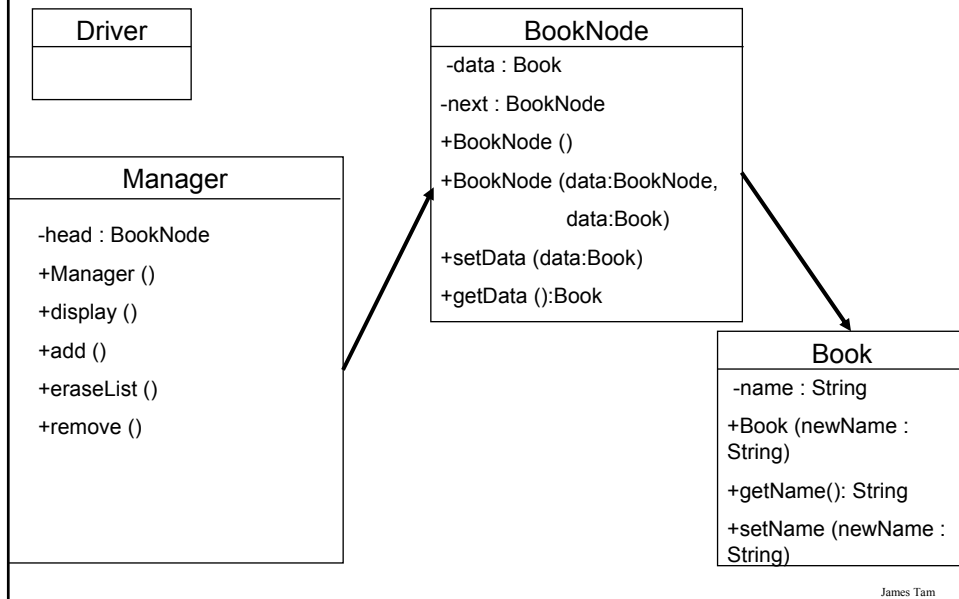 Driver
BookNode
-data : Book
-next : BookNode
+BookNode ()
+BookNode (data:BookNode,
data:Book)
+setData (data:Book)
+getData ():Book
Manager
-head : BookNode
+Manager ()
+display ()
+add ()
+eraseList ()
+remove ()
Book
-name : String
+Book (newName :
String)
+getName(): String
+setName (newName :
String)
James Tam